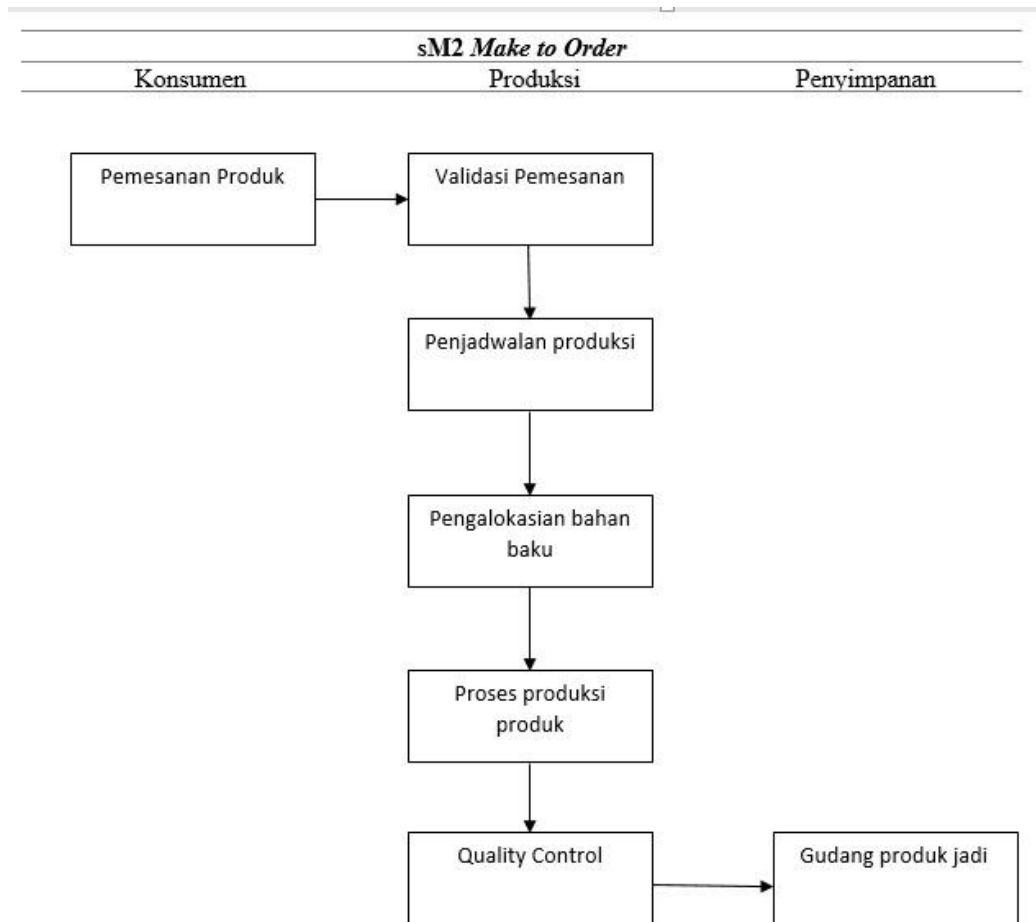 sM2 Make to Order
Konsumen Produksi Penyimpanan
Pemesanan Produk
Validasi Pemesanan
Penjadwalan produksi
Pengalokasian bahan
baku
Proses produksi
produk
Quality Control
Gudang produk jadi